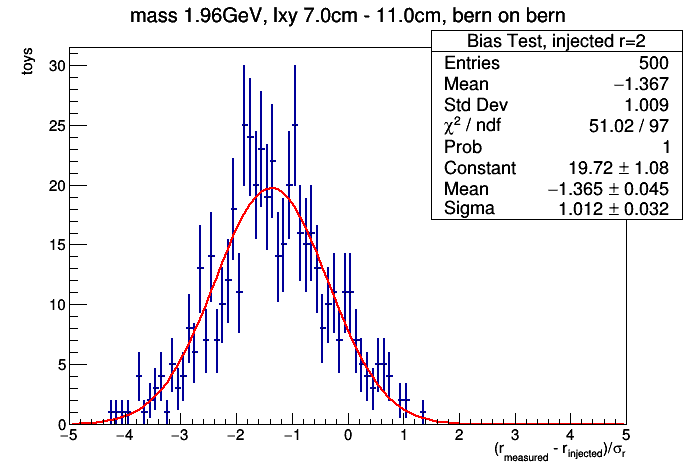 mass 1.96GeV, lxy 7.0cm - 11.0cm, bern on bern
Bias Test, injected r=2
Entries 500
Mean −1.367
Std Dev 1.009
χ² / ndf 51.02 / 97
Prob 1
Constant 19.72 ± 1.08
Mean −1.365 ± 0.045
Sigma 1.012 ± 0.032
toys
30
25
20
15
10
5
0
−5 −4 −3 −2 −1 0 1 2 3 4 5
(r_measured - r_injected)/σ_r